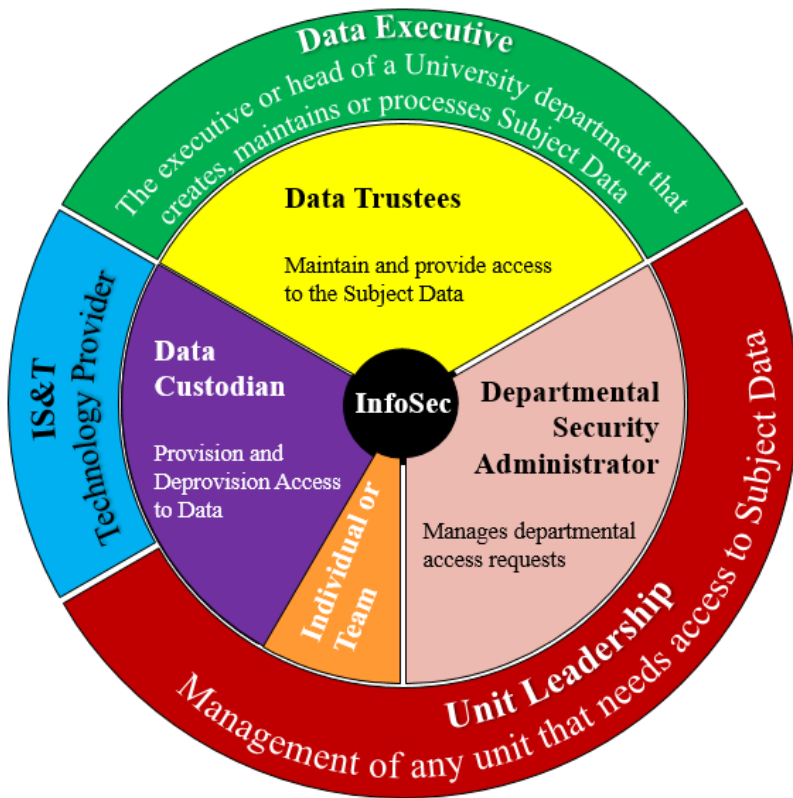 Data Executive
The executive or head of a University department that
creates, maintains or processes Subject Data
Data Trustees
Maintain and provide access
to the Subject Data
IS&T
Technology Provider
Data
Custodian
Provision and
Deprovision Access
to Data
InfoSec
Departmental
Security
Administrator
Manages departmental
access requests
Individual or
Team
Unit Leadership
Management of any unit that needs access to Subject Data